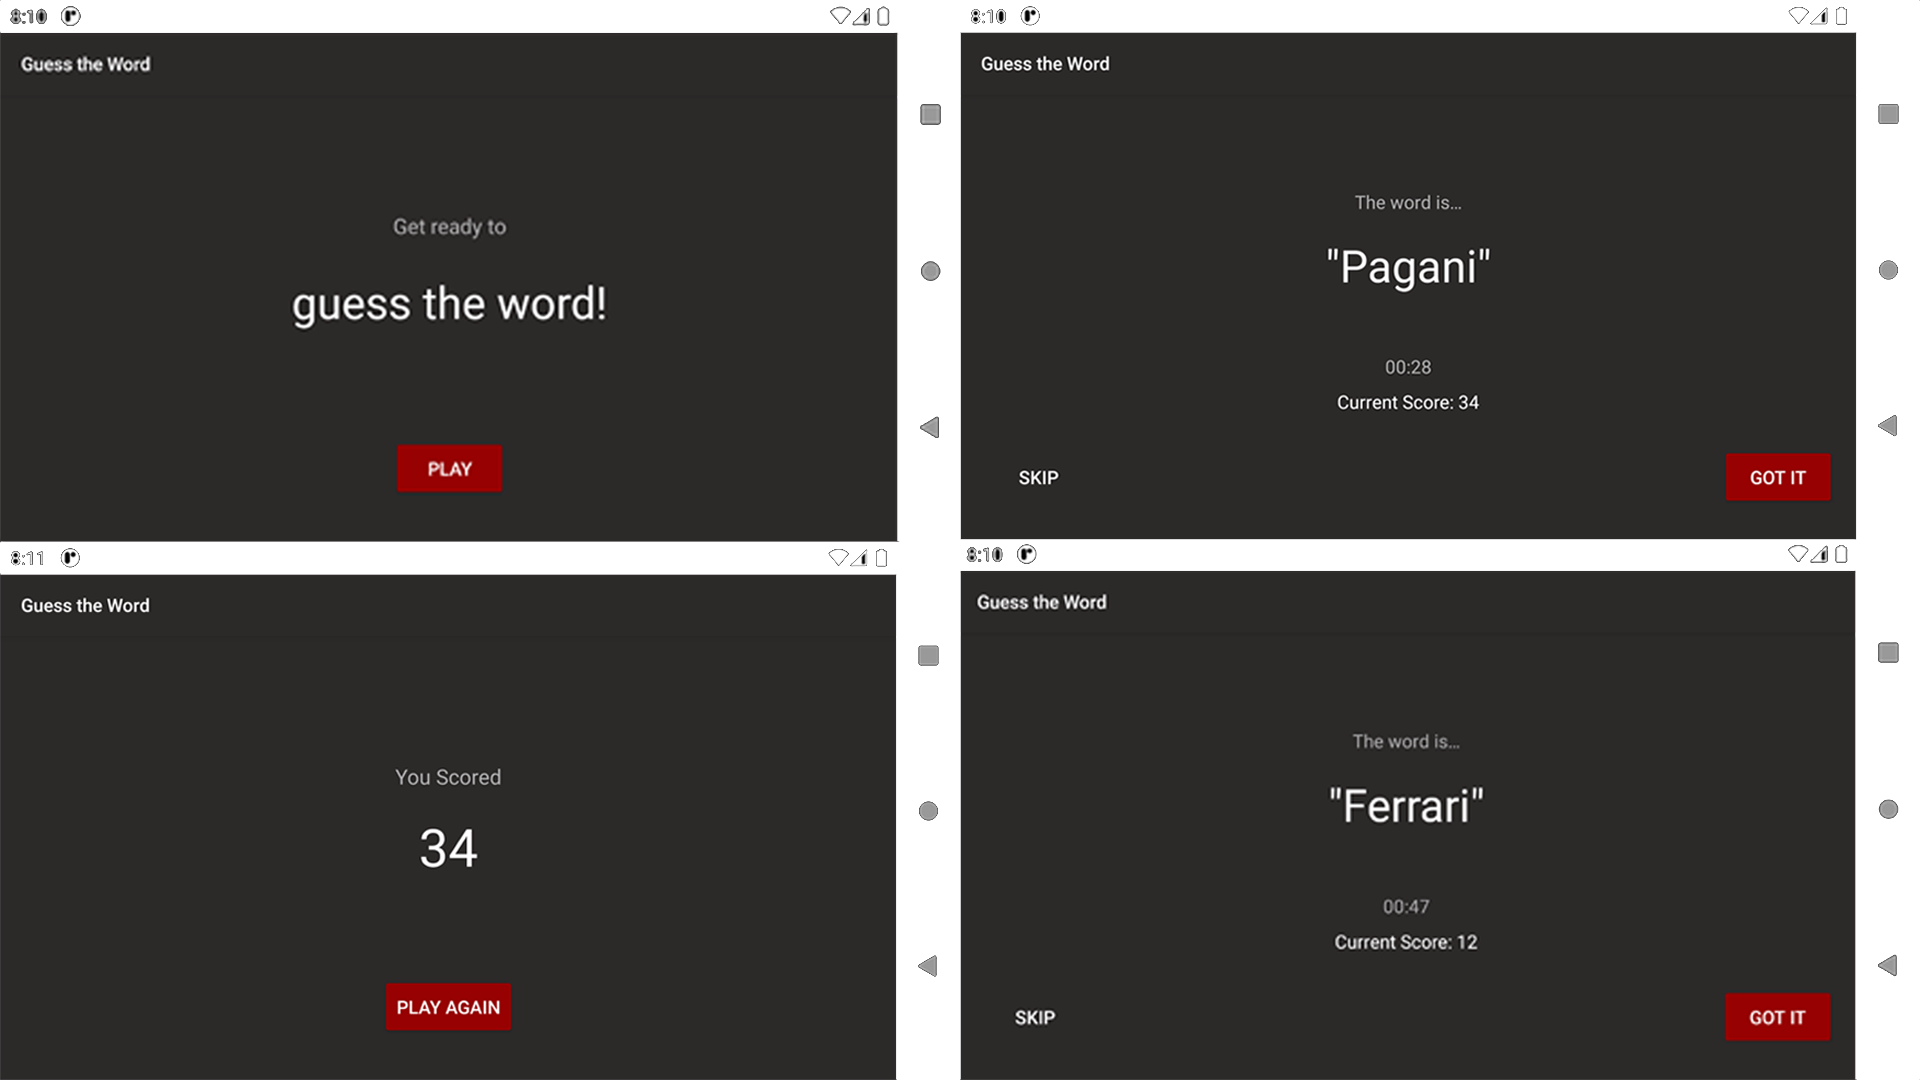 8:10
Guess the Word
Get ready to
guess the word!
PLAY
8:10
Guess the Word
The word is...
"Pagani"
00:28
Current Score: 34
SKIP
GOT IT
8:11
Guess the Word
You Scored
34
PLAY AGAIN
8:10
Guess the Word
The word is...
"Ferrari"
00:47
Current Score: 12
SKIP
GOT IT